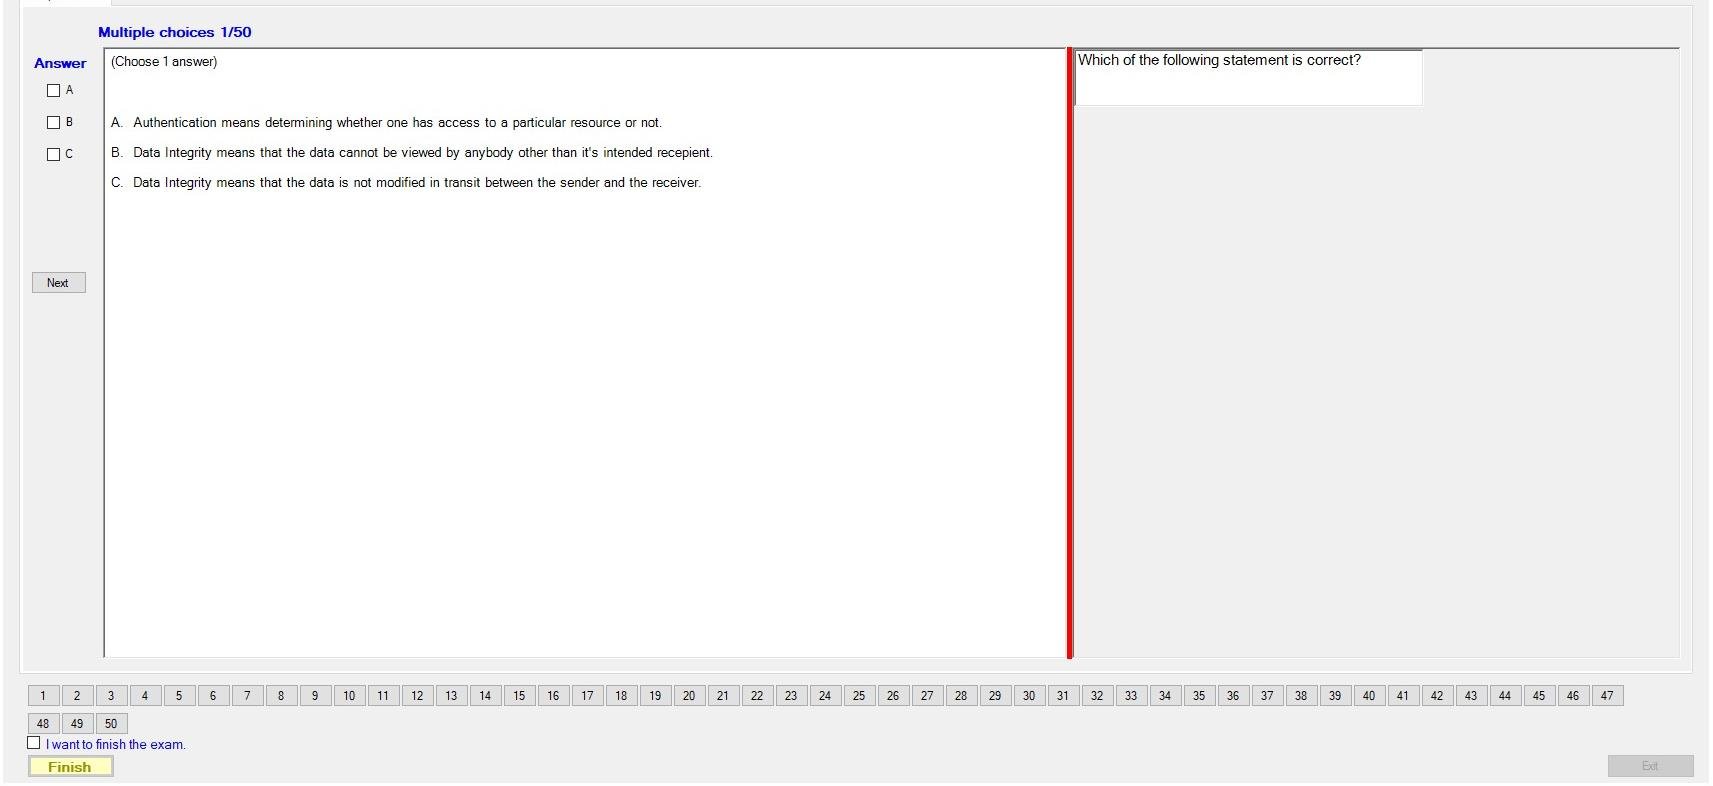 Multiple choices 1/50
Answer
(Choose 1 answer)
Which of the following statement is correct?
A
B
C
A. Authentication means determining whether one has access to a particular resource or not.
B. Data Integrity means that the data cannot be viewed by anybody other than it's intended recepient.
C. Data Integrity means that the data is not modified in transit between the sender and the receiver.
Next
1 2 3 4 5 6 7 8 9 10 11 12 13 14 15 16 17 18 19 20 21 22 23 24 25 26 27 28 29 30 31 32 33 34 35 36 37 38 39 40 41 42 43 44 45 46 47
48 49 50
I want to finish the exam.
Finish
Exit